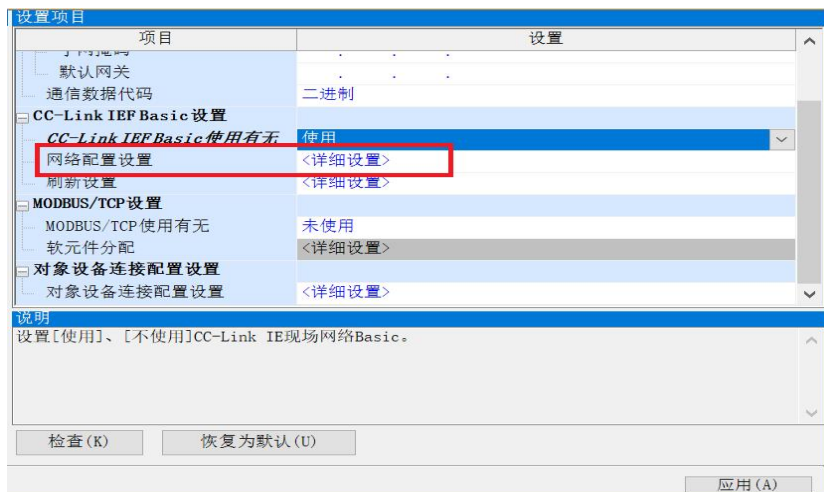 设置项目
项目 设置
默认网关 . . .
通信数据代码 二进制
CC-Link IEF Basic设置
CC-Link IEF Basic使用有无 使用
网络配置设置 <详细设置>
刷新设置 <详细设置>
MODBUS/TCP设置
MODBUS/TCP使用有无 未使用
软元件分配 <详细设置>
对象设备连接配置设置
对象设备连接配置设置 <详细设置>
说明
设置[使用]、[不使用]CC-Link IE现场网络Basic。
检查(K) 恢复为默认(U)
应用(A)